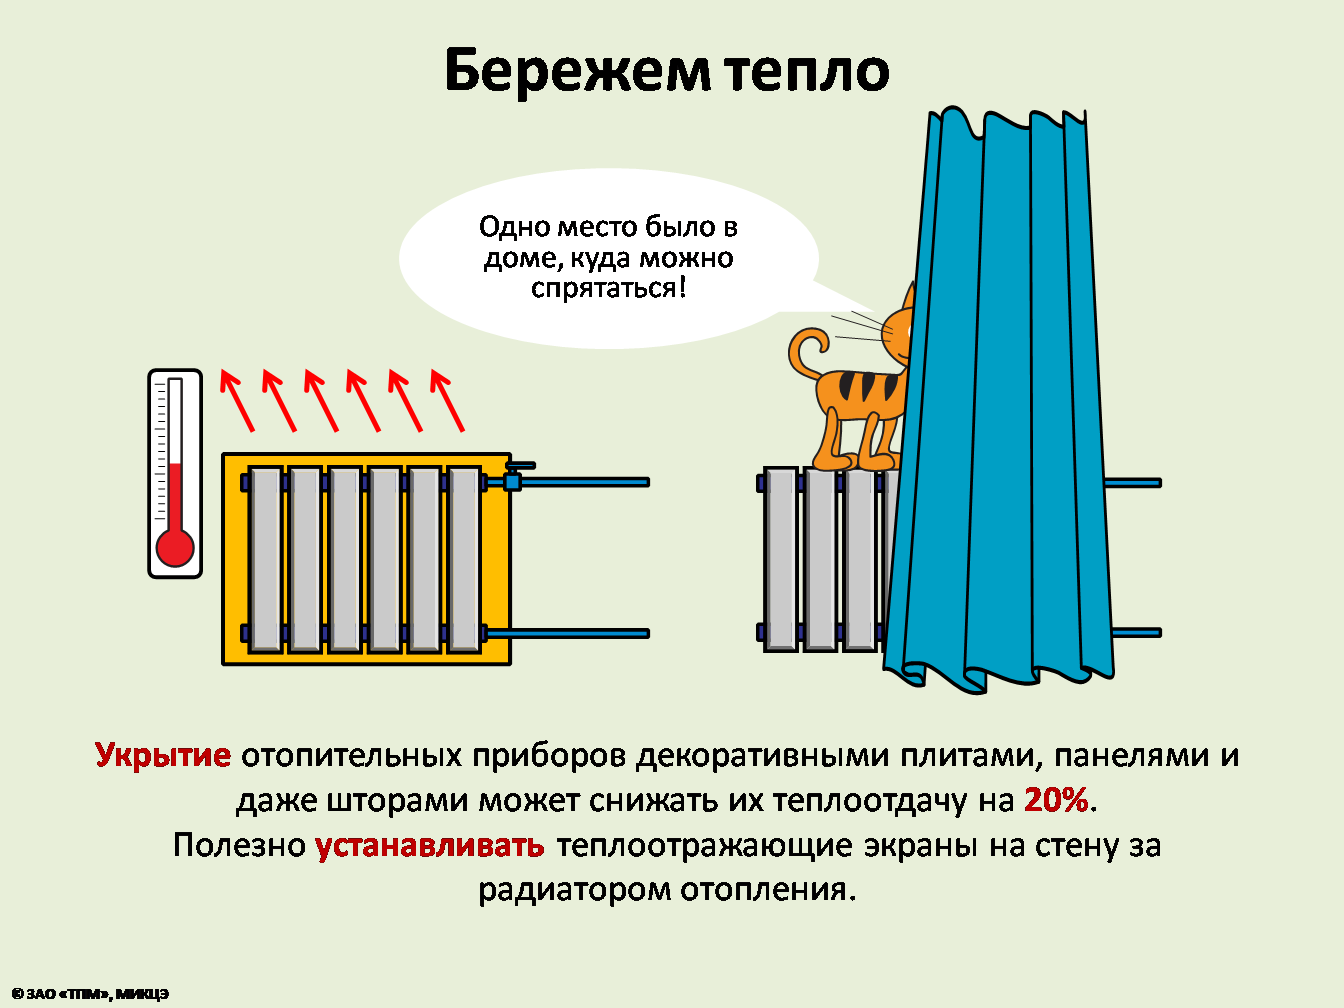 Бережем тепло
Одно место было в
доме, куда можно
спрятаться!
Укрытие отопительных приборов декоративными плитами, панелями и
даже шторами может снижать их теплоотдачу на 20%.
Полезно устанавливать теплоотражающие экраны на стену за
радиатором отопления.
© ЗАО «ТПМ», МИКЦЭ